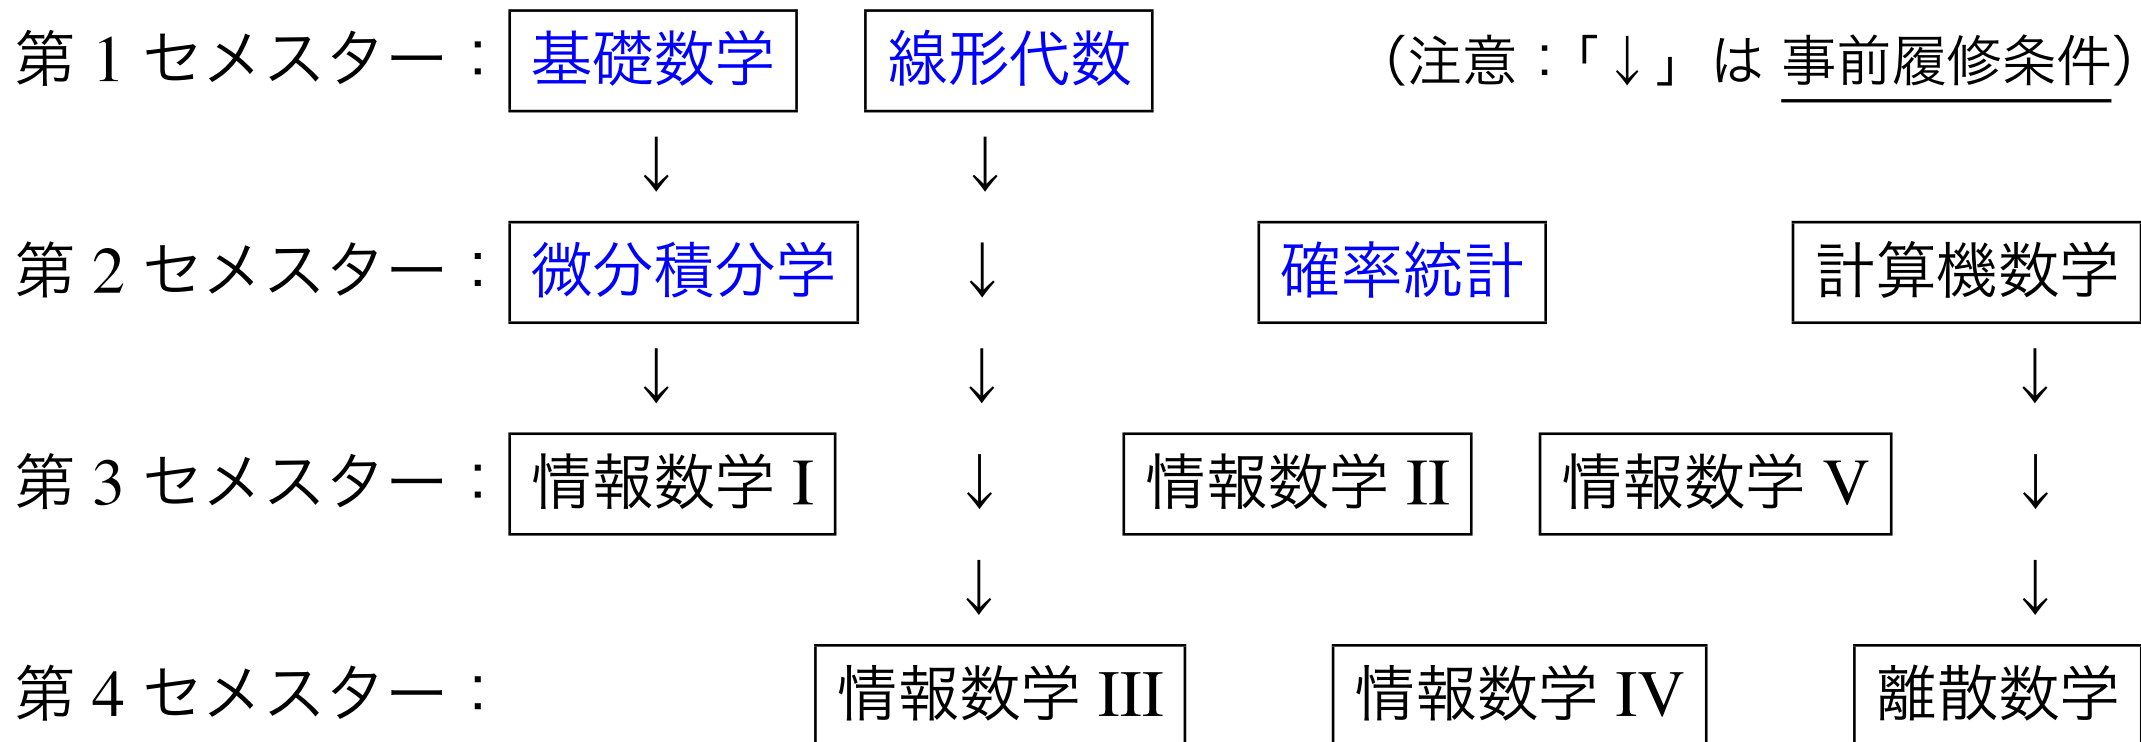 第 1 セメスター： 基礎数学 線形代数 （注意：「↓」は 事前履修条件）
↓ ↓
第 2 セメスター： 微分積分学 ↓ 確率統計 計算機数学
↓ ↓ ↓
第 3 セメスター： 情報数学 I ↓ 情報数学 II 情報数学 V ↓
↓ ↓
第 4 セメスター： 情報数学 III 情報数学 IV 離散数学